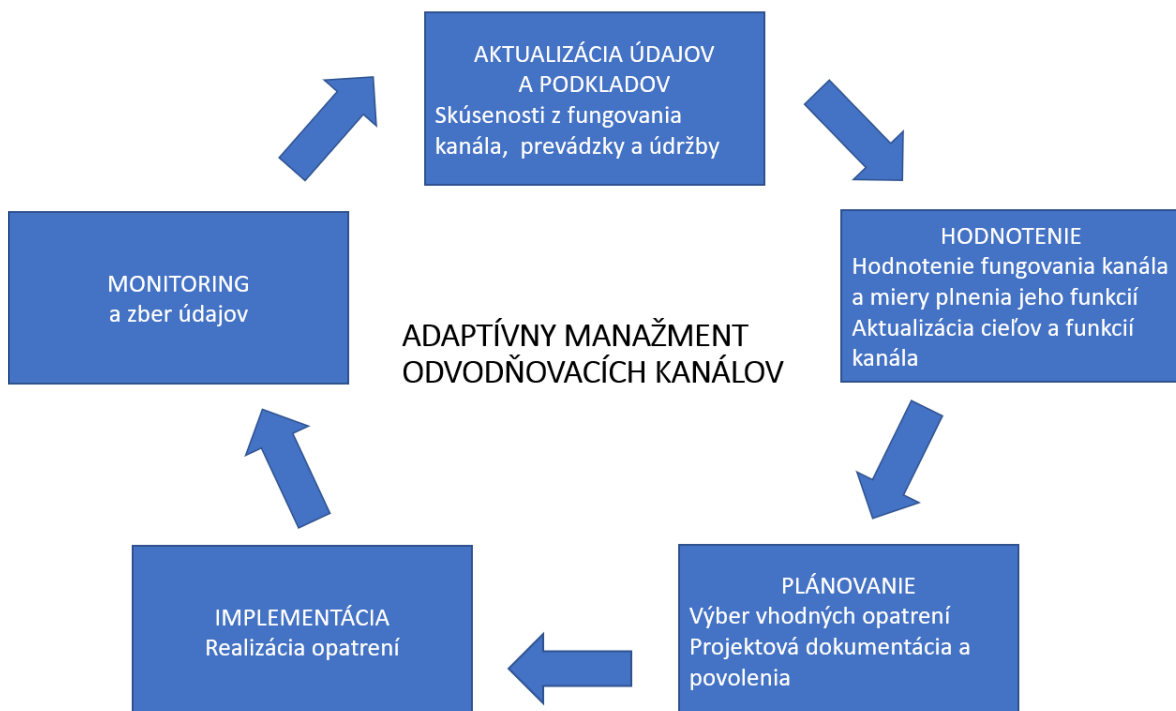 AKTUALIZÁCIA ÚDAJOV
A PODKLADOV
Skúsenosti z fungovania
kanála,  prevádzky a údržby
HODNOTENIE
Hodnotenie fungovania kanála
a miery plnenia jeho funkcií
Aktualizácia cieľov a funkcií
kanála
PLÁNOVANIE
Výber vhodných opatrení
Projektová dokumentácia a
povolenia
IMPLEMENTÁCIA
Realizácia opatrení
MONITORING
a zber údajov
ADAPTÍVNY MANAŽMENT
ODVODŇOVACÍCH KANÁLOV